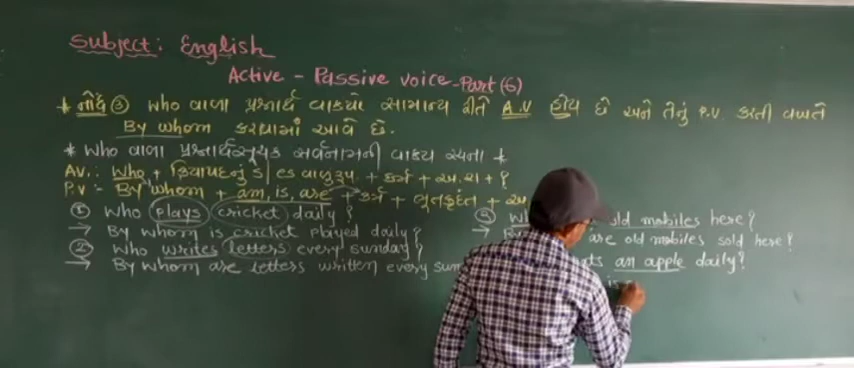 Subject: English
Active - Passive voice - Part (6)
* નોંધ ③ Who વાળા પ્રશ્નાર્થ વાક્યો સામાન્ય રીતે A.V હોય છે અને તેનું P.V કરતી વખતે
By whom કરવામાં આવે છે.
* Who વાળા પ્રશ્નાર્થસૂચક સર્વનામની વાક્ય રચના *
AV.: Who + ક્રિયાપદનું s / es વાળુ રૂપ + કર્મ + અ.શ + ?
P.V :- By whom + am, is, are + કર્મ + ભૂતકૃદંત + અ
① Who plays cricket daily?
→ By whom is cricket played daily?
② Who writes letters every sunday?
→ By whom are letters written every sun
old mobiles here?
→ are old mobiles sold here?
an apple daily?
is